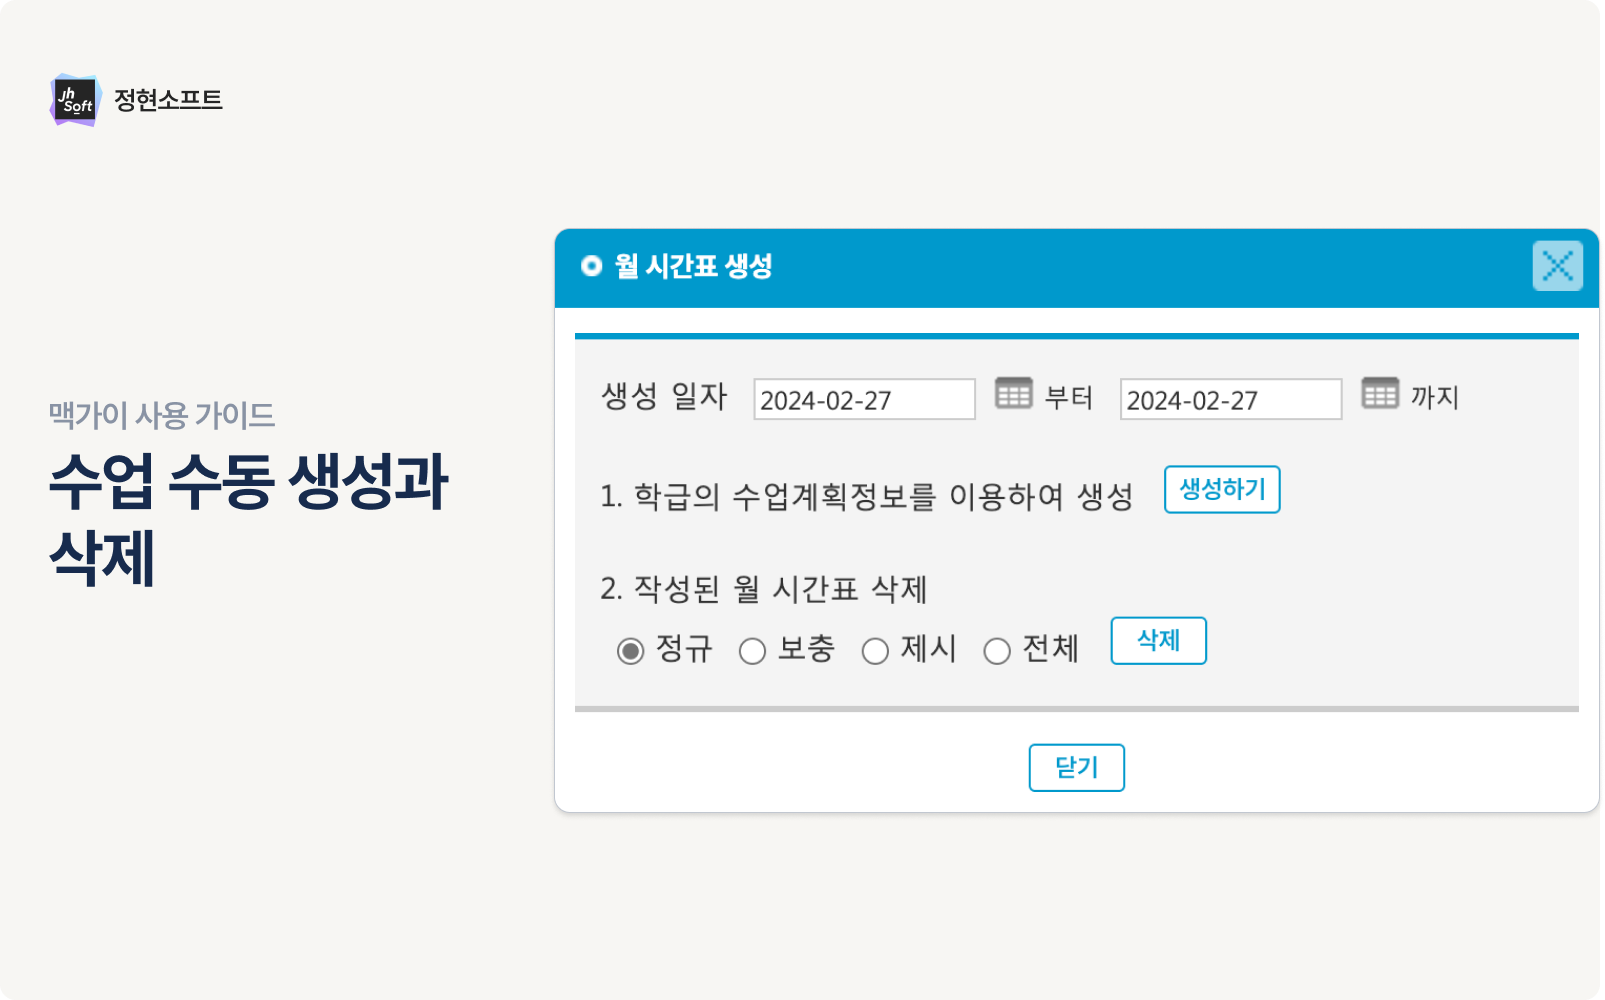 Jh
Soft
정현소프트
맥가이 사용 가이드
수업 수동 생성과
삭제
월 시간표 생성
생성 일자 2024-02-27 부터 2024-02-27 까지
1. 학급의 수업계획정보를 이용하여 생성 생성하기
2. 작성된 월 시간표 삭제
정규 보충 제시 전체 삭제
닫기